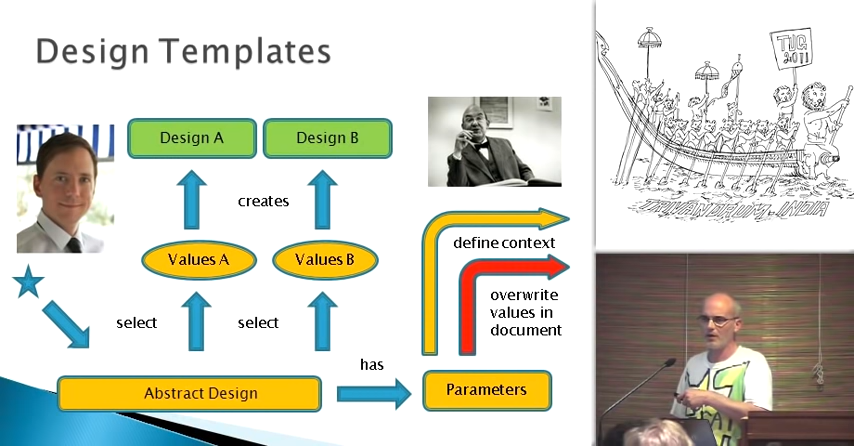 Design Templates
Design A
Design B
creates
Values A
Values B
select
select
Abstract Design
has
Parameters
define context
overwrite
values in
document
TUG
2011
TRIVANDRUM, INDIA